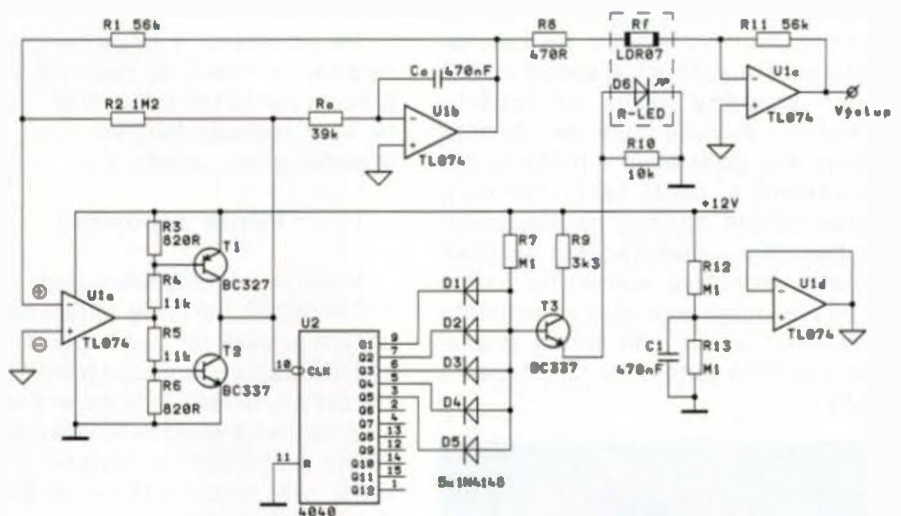 R1 56k
R8
470R
Rf
LDR07
R11 56k
Co 470nF
D6
R-LED
R10
10k
U1c
TL074
Výstup
R2 1M2
Ro
39k
U1b
TL074
+12V
R3
820R
T1
BC327
R4
11k
R5
11k
R6
820R
T2
BC337
U1a
TL074
+
-
R7
M1
R9
3k3
T3
BC337
R12
M1
R13
M1
C1
470nF
U1d
TL074
U2
10
CLK
11
R
4040
Q1 9
Q2 7
Q3 6
Q4 5
Q5 3
Q6 2
Q7 4
Q8 13
Q9 12
Q10 14
Q11 15
Q12 1
D1
D2
D3
D4
D5
5x1N4148